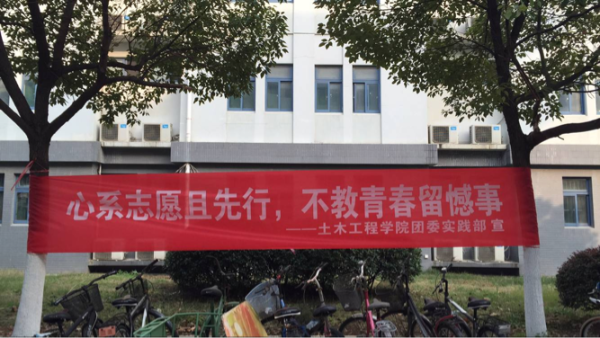 心系志愿且先行，不教青春留憾事
——土木工程学院团委实践部 宣